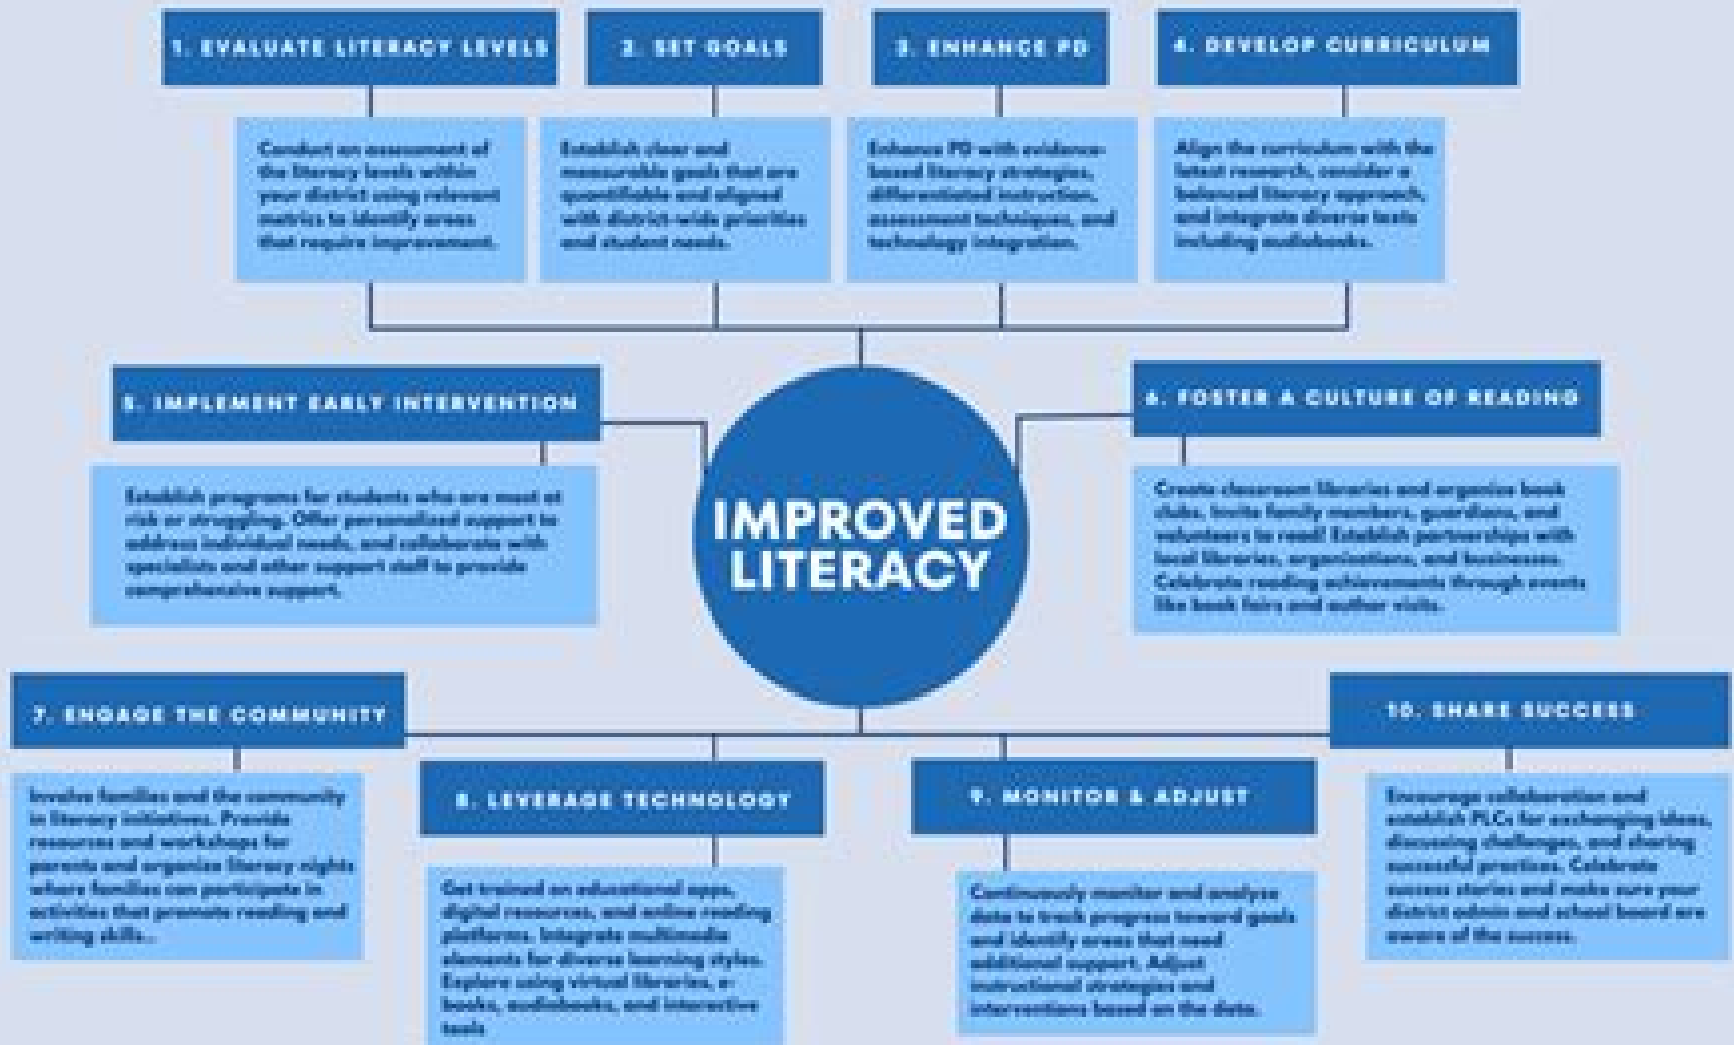 1. EVALUATE LITERACY LEVELS
Conduct an assessment of
the literacy levels within
your district using relevant
metrics to identify areas
that require improvement.
2. SET GOALS
Establish clear and
measurable goals that are
quantifiable and aligned
with district-wide priorities
and student needs.
3. ENHANCE PD
Enhance PD with evidence-
based literacy strategies,
differentiated instruction,
assessment techniques, and
technology integration.
4. DEVELOP CURRICULUM
Align the curriculum with the
latest research, consider a
balanced literacy approach,
and integrate diverse texts
including audiobooks.
5. IMPLEMENT EARLY INTERVENTION
Establish programs for students who are most at
risk or struggling. Offer personalized support to
address individual needs, and collaborate with
specialists and other support staff to provide
comprehensive support.
IMPROVED
LITERACY
6. FOSTER A CULTURE OF READING
Create classroom libraries and organize book
clubs. Invite family members, guardians, and
volunteers to read! Establish partnerships with
local libraries, organizations, and businesses.
Celebrate reading achievements through events
like book fairs and author visits.
7. ENGAGE THE COMMUNITY
Involve families and the community
in literacy initiatives. Provide
resources and workshops for
parents and organize literacy nights
where families can participate in
activities that promote reading and
writing skills..
8. LEVERAGE TECHNOLOGY
Get trained on educational apps,
digital resources, and online reading
platforms. Integrate multimedia
elements for diverse learning styles.
Explore using virtual libraries, e-
books, audiobooks, and interactive
tools
9. MONITOR & ADJUST
Continuously monitor and analyze
data to track progress toward goals
and identify areas that need
additional support. Adjust
instructional strategies and
interventions based on the data.
10. SHARE SUCCESS
Encourage collaboration and
establish PLCs for exchanging ideas,
discussing challenges, and sharing
successful practices. Celebrate
success stories and make sure your
district admin and school board are
aware of the success.